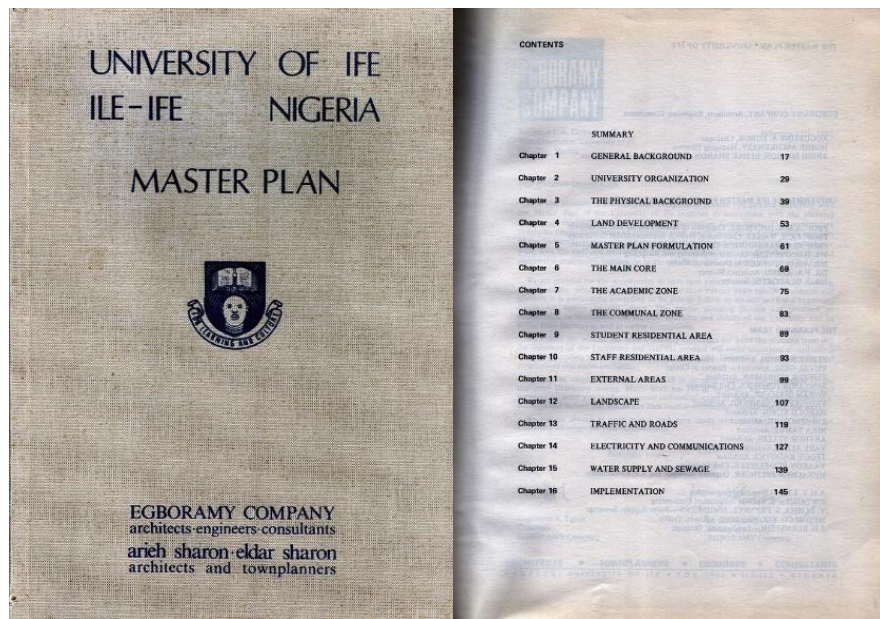 UNIVERSITY OF IFE
ILE-IFE NIGERIA
MASTER PLAN
FOR LEARNING AND CULTURE
EGBORAMY COMPANY
architects·engineers·consultants
arieh sharon·eldar sharon
architects and townplanners
CONTENTS
SUMMARY
Chapter 1 GENERAL BACKGROUND 17
Chapter 2 UNIVERSITY ORGANIZATION 29
Chapter 3 THE PHYSICAL BACKGROUND 39
Chapter 4 LAND DEVELOPMENT 53
Chapter 5 MASTER PLAN FORMULATION 61
Chapter 6 THE MAIN CORE 69
Chapter 7 THE ACADEMIC ZONE 75
Chapter 8 THE COMMUNAL ZONE 83
Chapter 9 STUDENT RESIDENTIAL AREA 89
Chapter 10 STAFF RESIDENTIAL AREA 93
Chapter 11 EXTERNAL AREAS 99
Chapter 12 LANDSCAPE 107
Chapter 13 TRAFFIC AND ROADS 119
Chapter 14 ELECTRICITY AND COMMUNICATIONS 127
Chapter 15 WATER SUPPLY AND SEWAGE 139
Chapter 16 IMPLEMENTATION 145